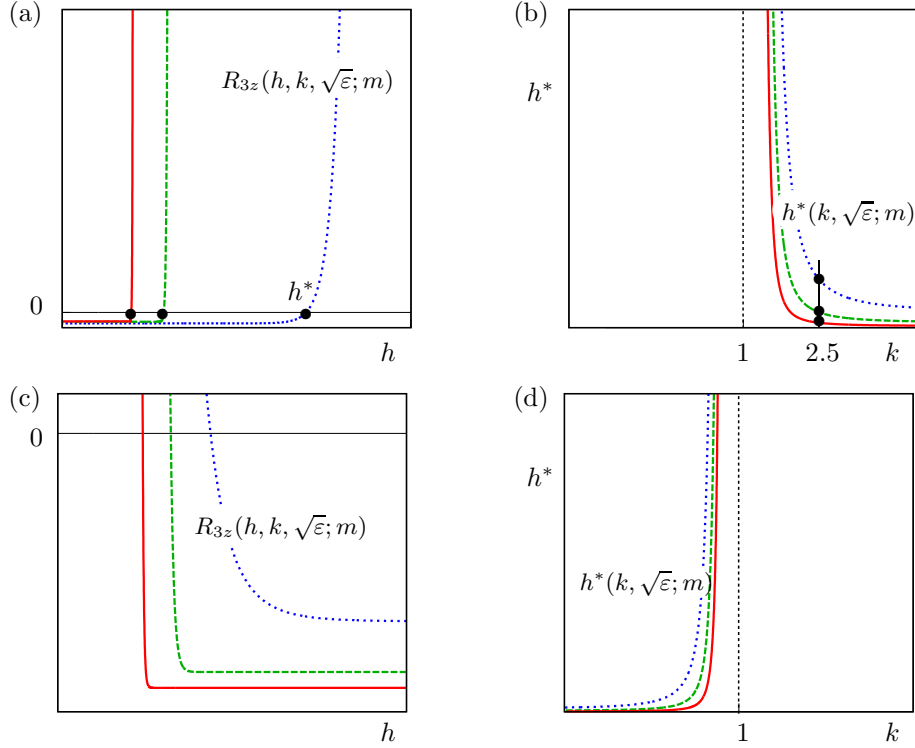 (a)
R_{3z}(h, k, √ε; m)
h*
0
h
(b)
h*
h*(k, √ε; m)
1
2.5
k
(c)
0
R_{3z}(h, k, √ε; m)
h
(d)
h*
h*(k, √ε; m)
1
k